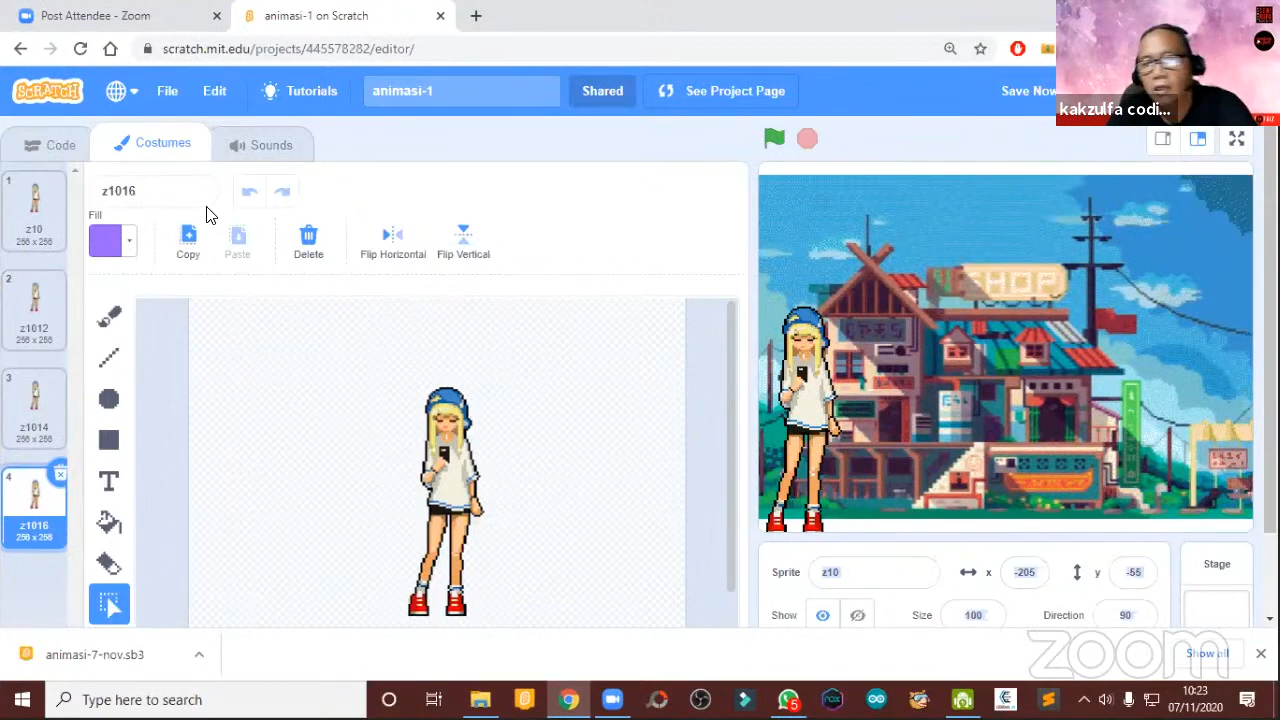 Post Attendee - Zoom
animasi-1 on Scratch
scratch.mit.edu/projects/445578282/editor/
SCRATCH
File
Edit
Tutorials
animasi-1
Shared
See Project Page
Save Now
kakzulfa codi...
Code
Costumes
Sounds
z1016
Fill
Copy
Paste
Delete
Flip Horizontal
Flip Vertical
1
z10
256 x 256
2
z1012
256 x 256
3
z1014
256 x 256
4
z1016
256 x 256
SHOP
Sprite
z10
x
-205
y
-55
Show
Size
100
Direction
90
Stage
animasi-7-nov.sb3
zoom
Show all
Type here to search
5
10:23
07/11/2020